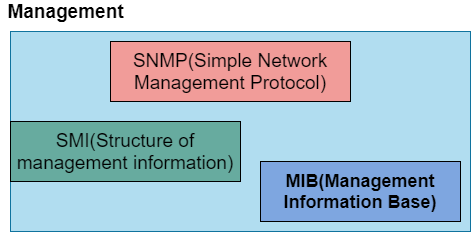 Management
SNMP(Simple Network
Management Protocol)
SMI(Structure of
management information)
MIB(Management
Information Base)